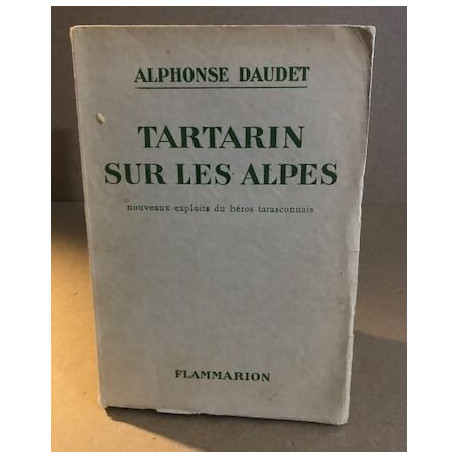 ALPHONSE DAUDET
TARTARIN
SUR LES ALPES
nouveaux exploits du héros tarasconnais
FLAMMARION